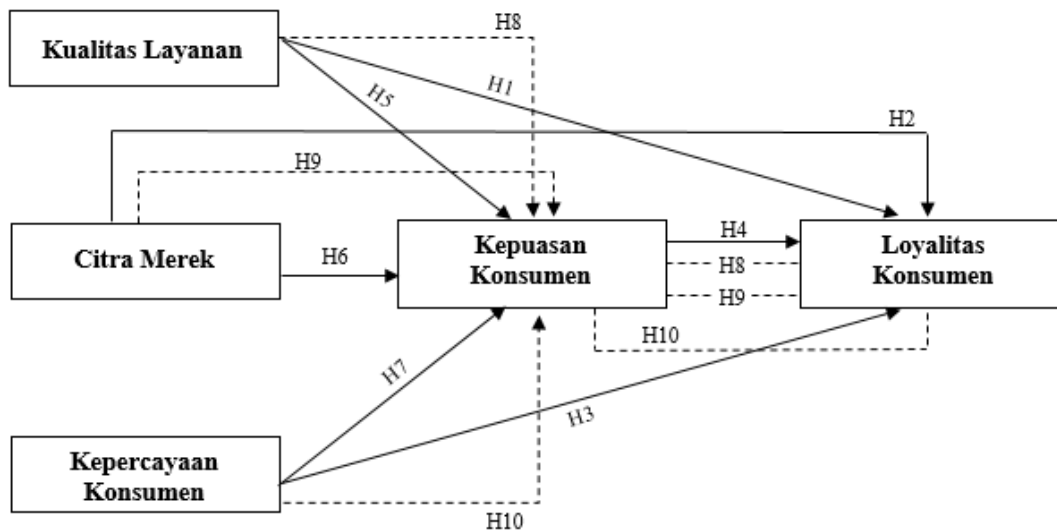 H8
Kualitas Layanan
H1
H5
H2
H9
Citra Merek
H6
Kepuasan
Konsumen
H4
H8
H9
Loyalitas
Konsumen
H10
H7
H3
Kepercayaan
Konsumen
H10